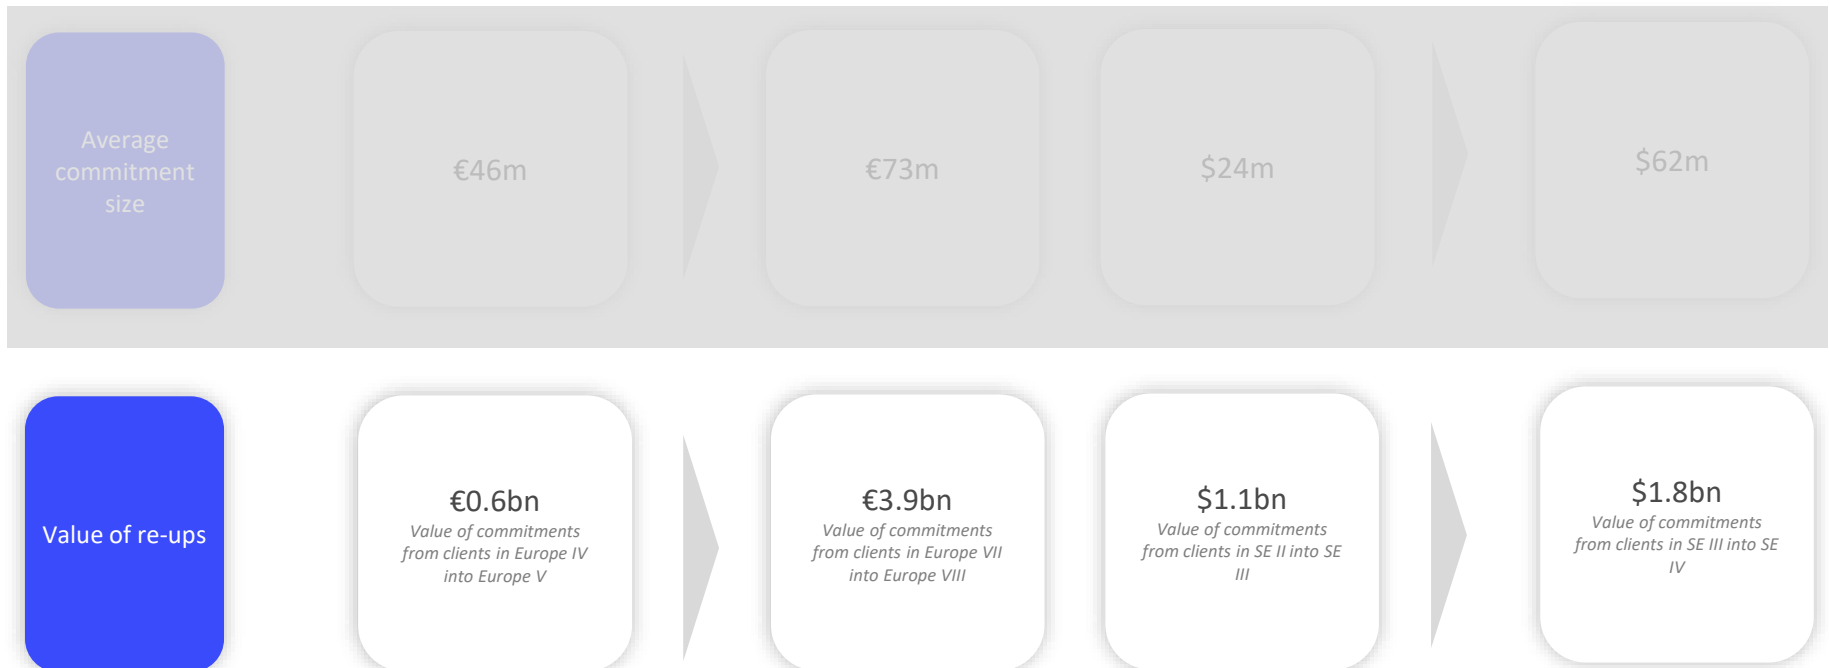 Average
commitment
size
€46m
€73m
$24m
$62m
Value of re-ups
€0.6bn
Value of commitments
from clients in Europe IV
into Europe V
€3.9bn
Value of commitments
from clients in Europe VII
into Europe VIII
$1.1bn
Value of commitments
from clients in SE II into SE
III
$1.8bn
Value of commitments
from clients in SE III into SE
IV